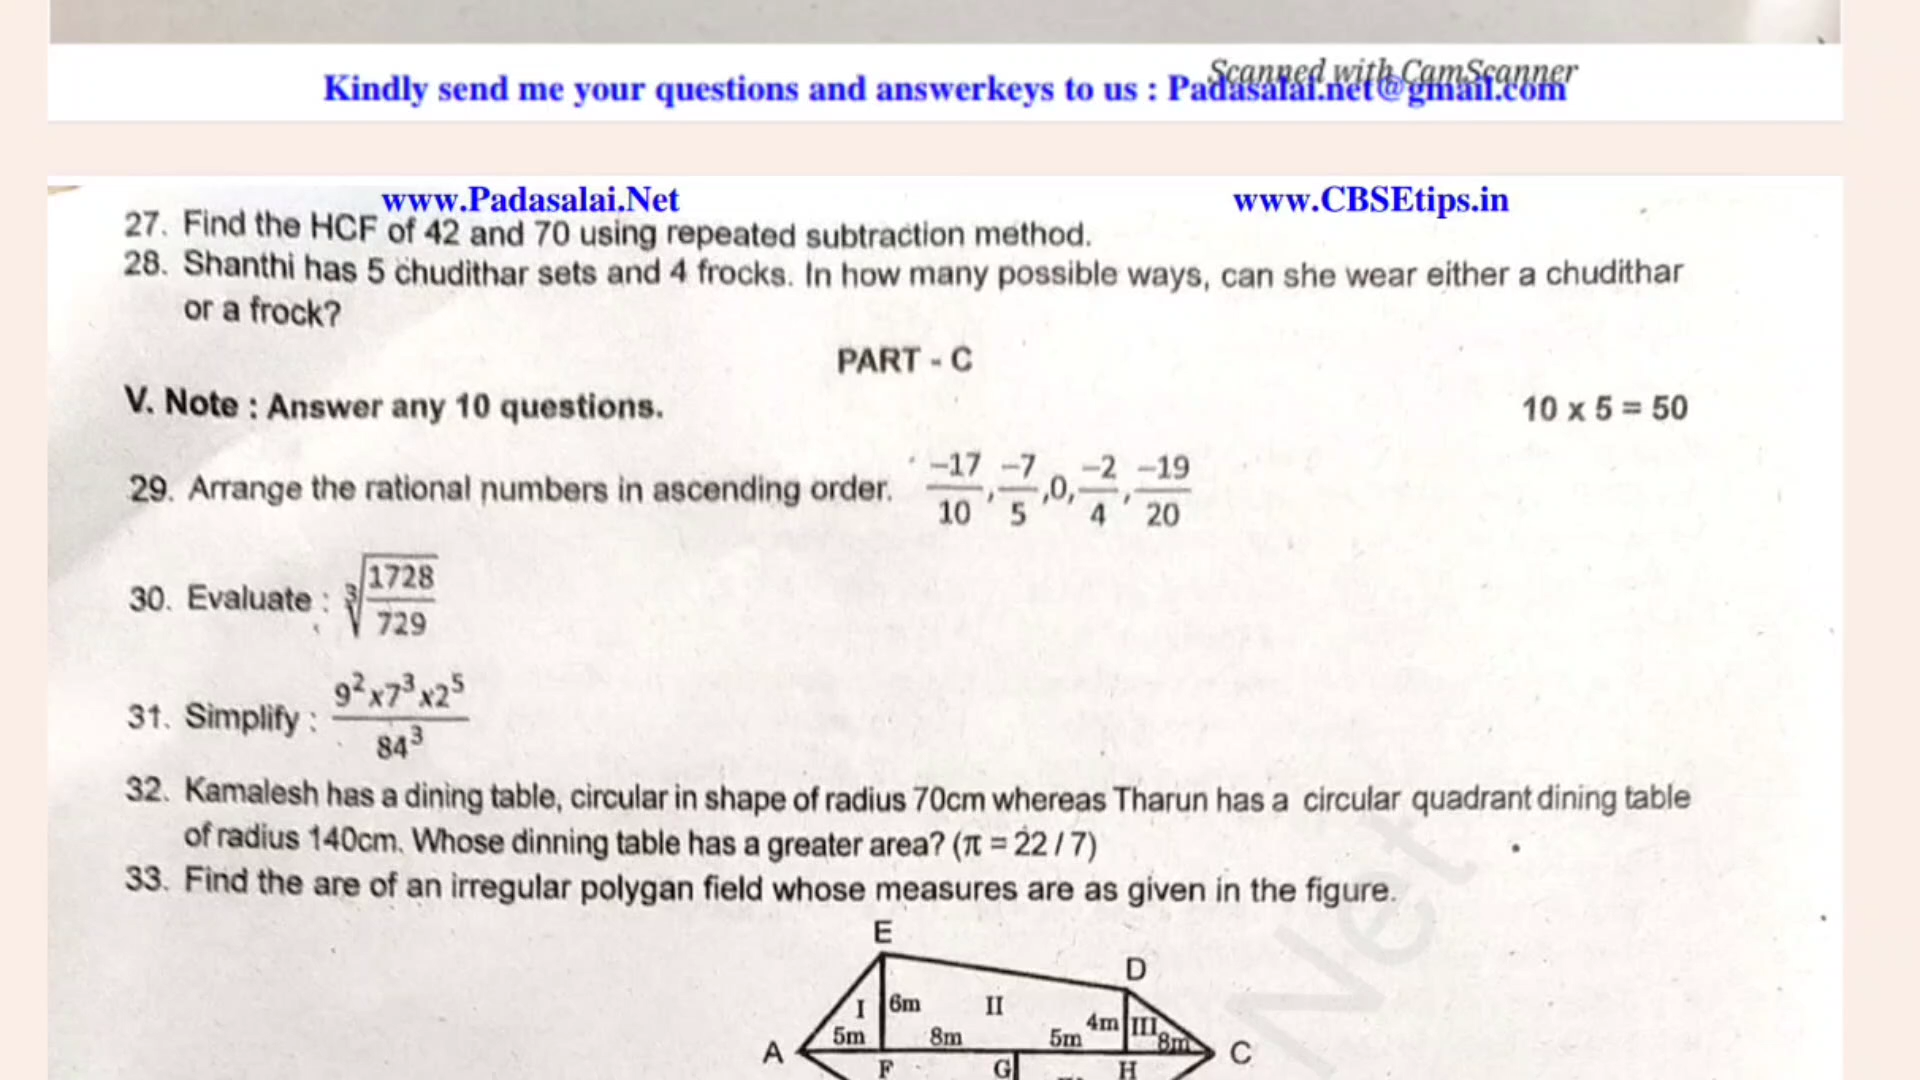 Scanned with CamScanner
Kindly send me your questions and answerkeys to us : Padasalai.net@gmail.com
www.Padasalai.Net
www.CBSEtips.in
27. Find the HCF of 42 and 70 using repeated subtraction method.
28. Shanthi has 5 chudithar sets and 4 frocks. In how many possible ways, can she wear either a chudithar
or a frock?
PART - C
V. Note : Answer any 10 questions.
10 x 5 = 50
29. Arrange the rational numbers in ascending order. -17/10, -7/5, 0, -2/4, -19/20
30. Evaluate : ∛(1728/729)
31. Simplify : 9²x7³x2⁵/84³
32. Kamalesh has a dining table, circular in shape of radius 70cm whereas Tharun has a circular quadrant dining table
of radius 140cm. Whose dinning table has a greater area? (π = 22 / 7)
33. Find the are of an irregular polygan field whose measures are as given in the figure.
E
D
I 6m II
4m III
5m 8m 5m 8m
A C
F G H
Net